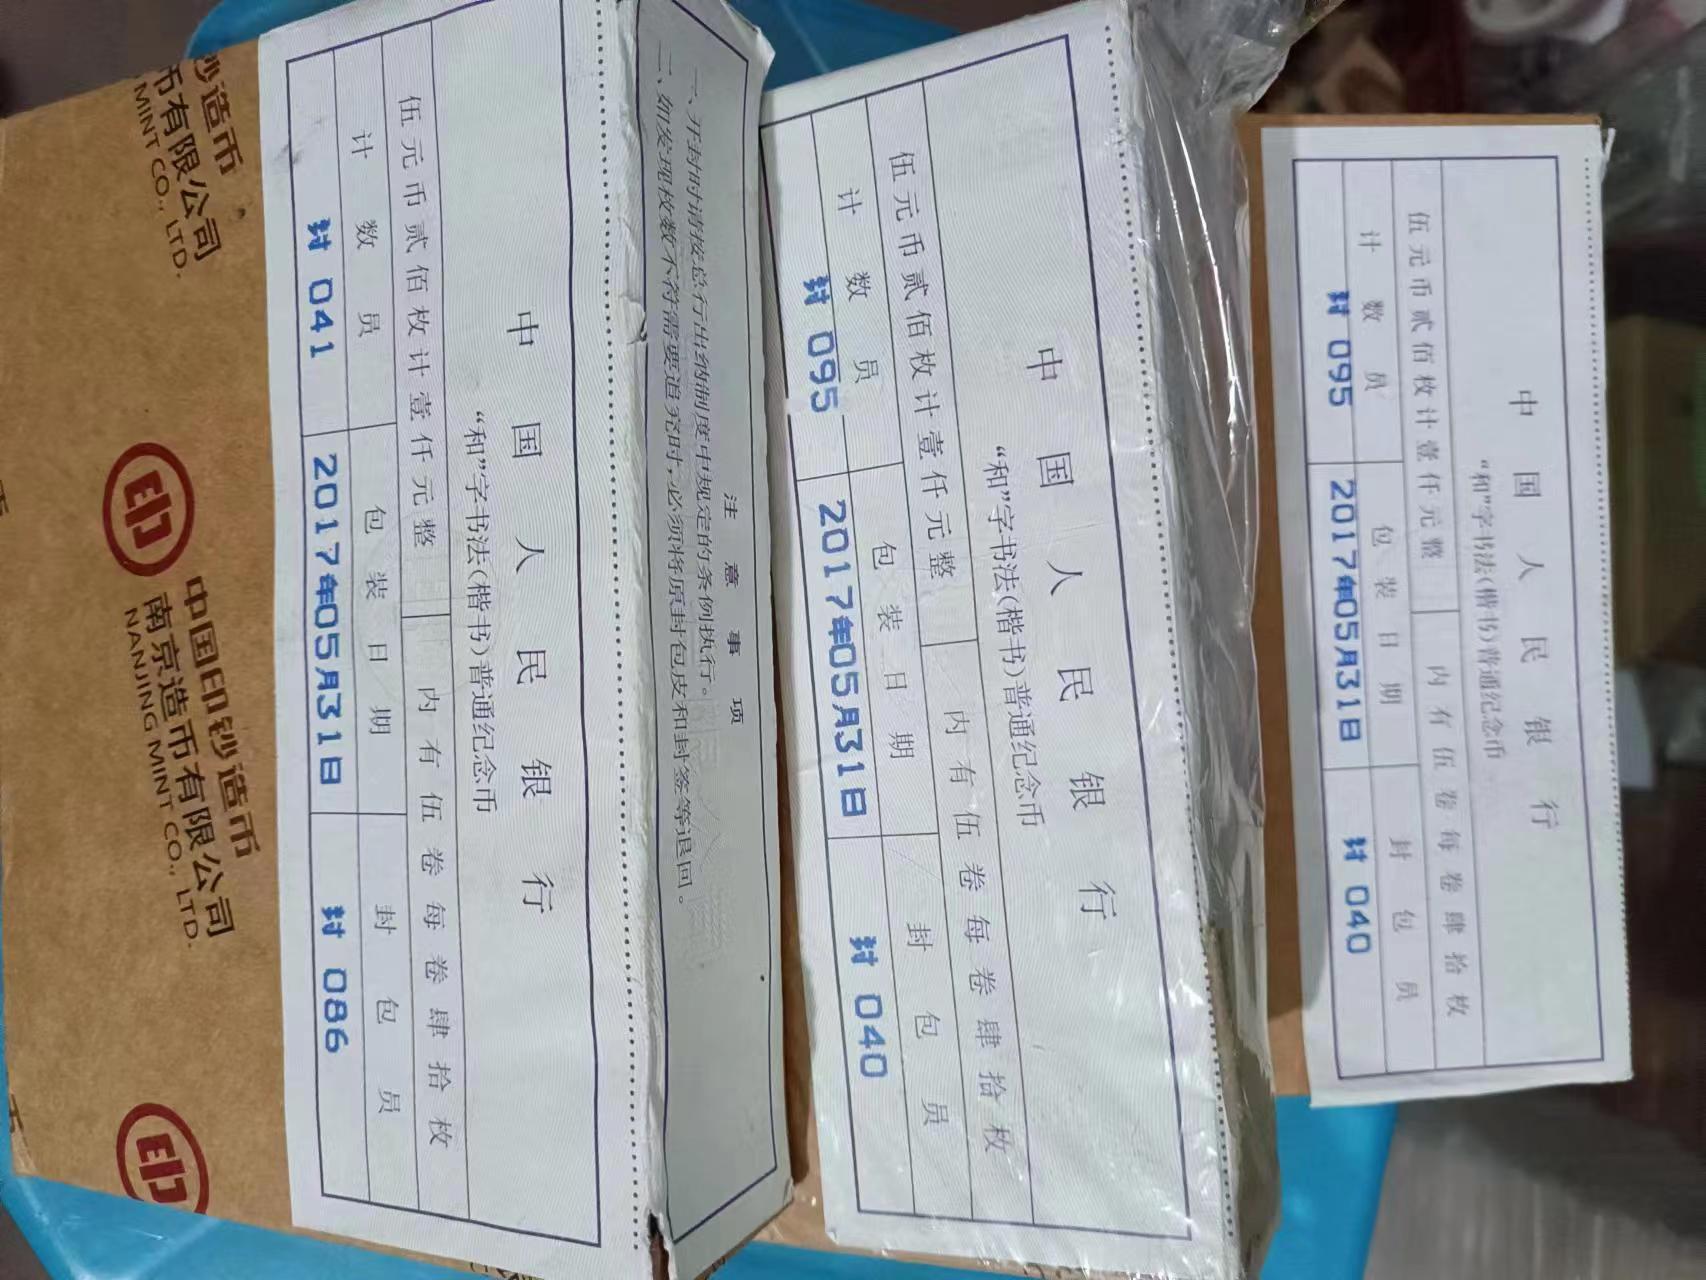 钞造币
币有限公司
MINT CO., LTD.
中国印钞造币
南京造币有限公司
NANJING MINT CO., LTD.
中国人民银行
“和”字书法(楷书)普通纪念币
伍元币贰佰枚计壹仟元整 内有伍卷每卷肆拾枚
计数员 包装日期 封包员
封 041 2017年05月31日 封 086
注意事项
一、开封时请按总行出纳制度中规定的条例执行。
二、如发现枚数不符需要追究时,必须将原封包皮和封签等退回。
中国人民银行
“和”字书法(楷书)普通纪念币
伍元币贰佰枚计壹仟元整 内有伍卷每卷肆拾枚
计数员 包装日期 封包员
封 095 2017年05月31日 封 040
中国人民银行
“和”字书法(楷书)普通纪念币
伍元币贰佰枚计壹仟元整 内有伍卷每卷肆拾枚
计数员 包装日期 封包员
封 095 2017年05月31日 封 040